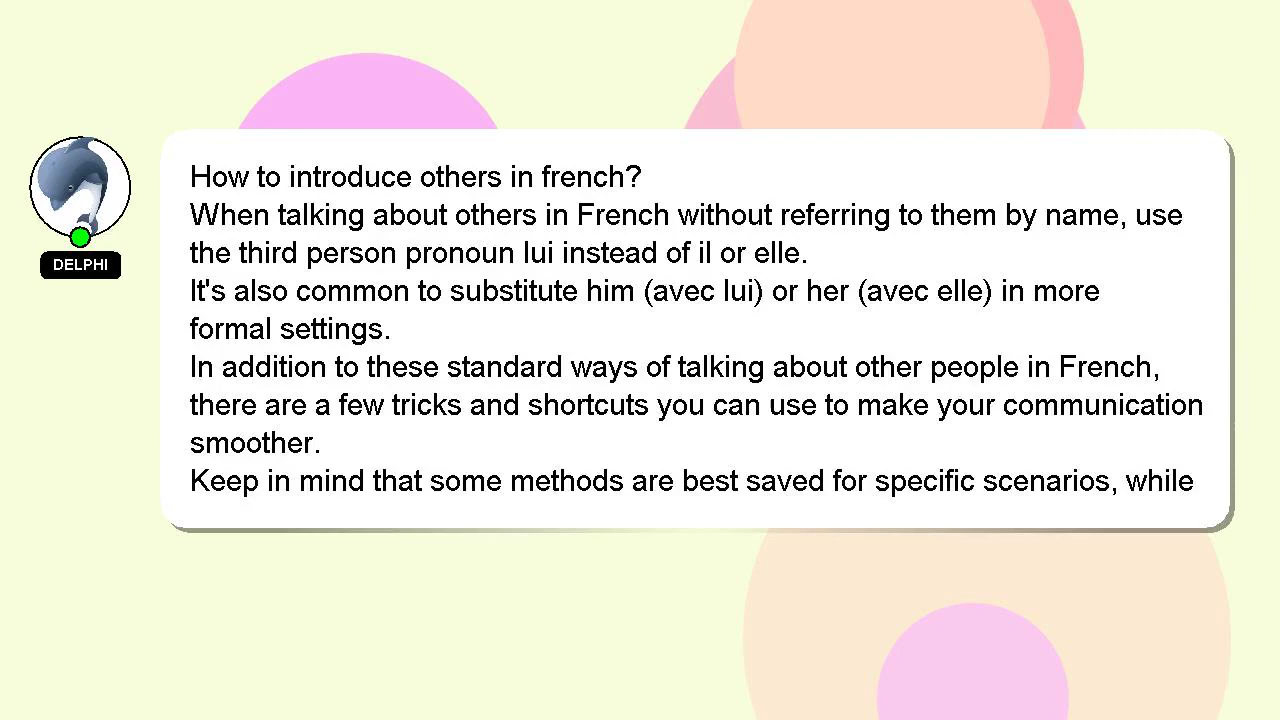 How to introduce others in french?
When talking about others in French without referring to them by name, use
the third person pronoun lui instead of il or elle.
It's also common to substitute him (avec lui) or her (avec elle) in more
formal settings.
In addition to these standard ways of talking about other people in French,
there are a few tricks and shortcuts you can use to make your communication
smoother.
Keep in mind that some methods are best saved for specific scenarios, while
DELPHI